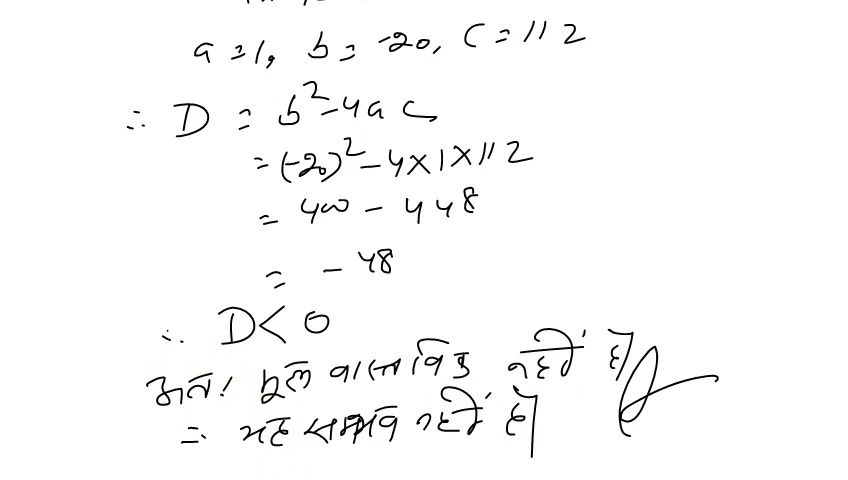 a = 1, b = -20, c = 112
∴ D = b² - 4ac
= (-20)² - 4×1×112
= 400 - 448
= - 48
∴ D < 0
अतः मूल वास्तविक नहीं है।
∴ यह सम्भव नहीं है।